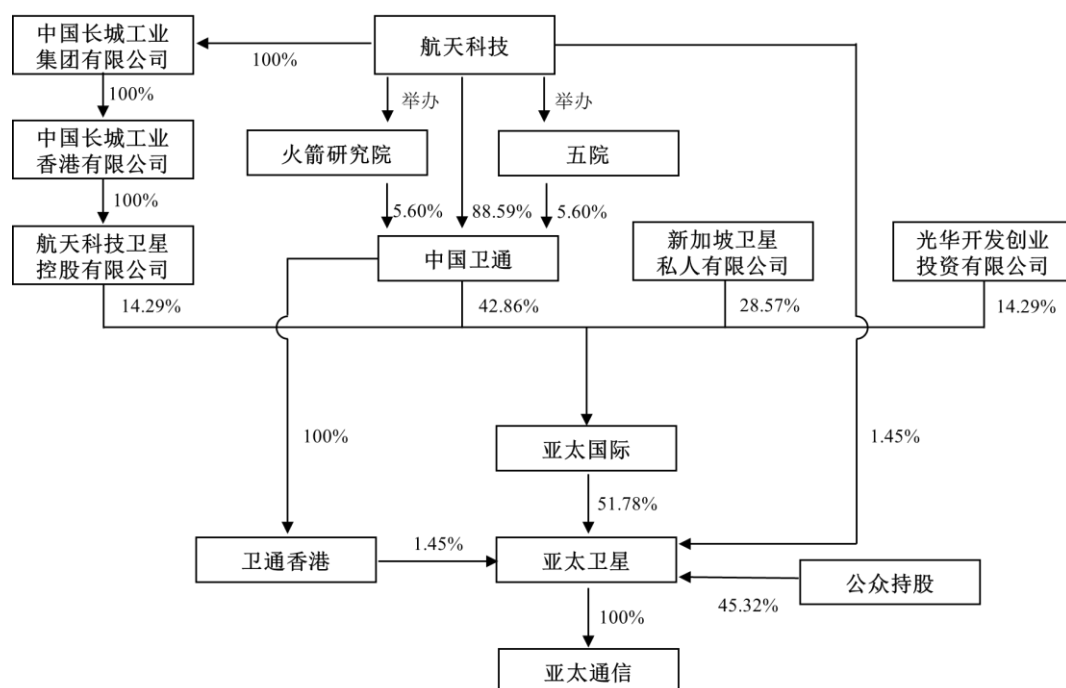 中国长城工业
集团有限公司
航天科技
100%
100%
举办
举办
中国长城工业
香港有限公司
火箭研究院
五院
100%
5.60%
88.59%
5.60%
航天科技卫星
控股有限公司
中国卫通
新加坡卫星
私人有限公司
光华开发创业
投资有限公司
14.29%
42.86%
28.57%
14.29%
100%
亚太国际
1.45%
51.78%
卫通香港
1.45%
亚太卫星
公众持股
45.32%
100%
亚太通信